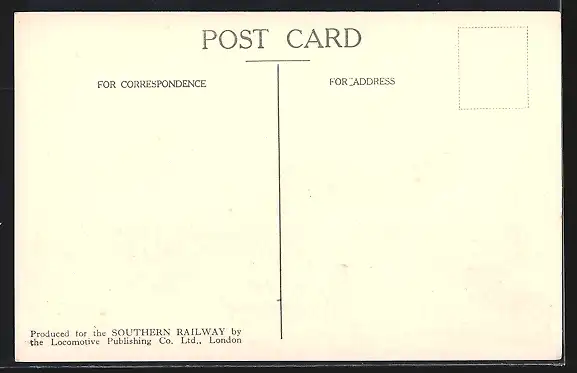 POST CARD
FOR CORRESPONDENCE
FOR ADDRESS
Produced for the SOUTHERN RAILWAY by
the Locomotive Publishing Co. Ltd., London